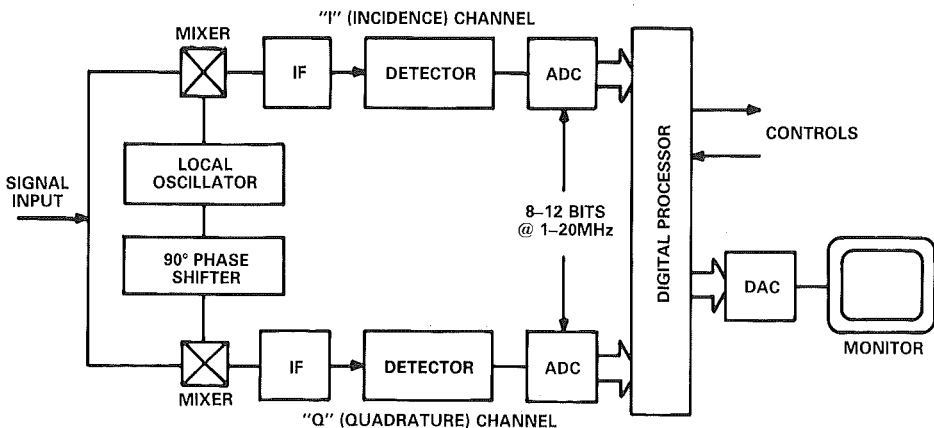 "I" (INCIDENCE) CHANNEL
MIXER
IF
DETECTOR
ADC
LOCAL
OSCILLATOR
SIGNAL
INPUT
90° PHASE
SHIFTER
8–12 BITS
@ 1–20MHz
DIGITAL PROCESSOR
CONTROLS
DAC
MONITOR
IF
DETECTOR
ADC
MIXER
"Q" (QUADRATURE) CHANNEL